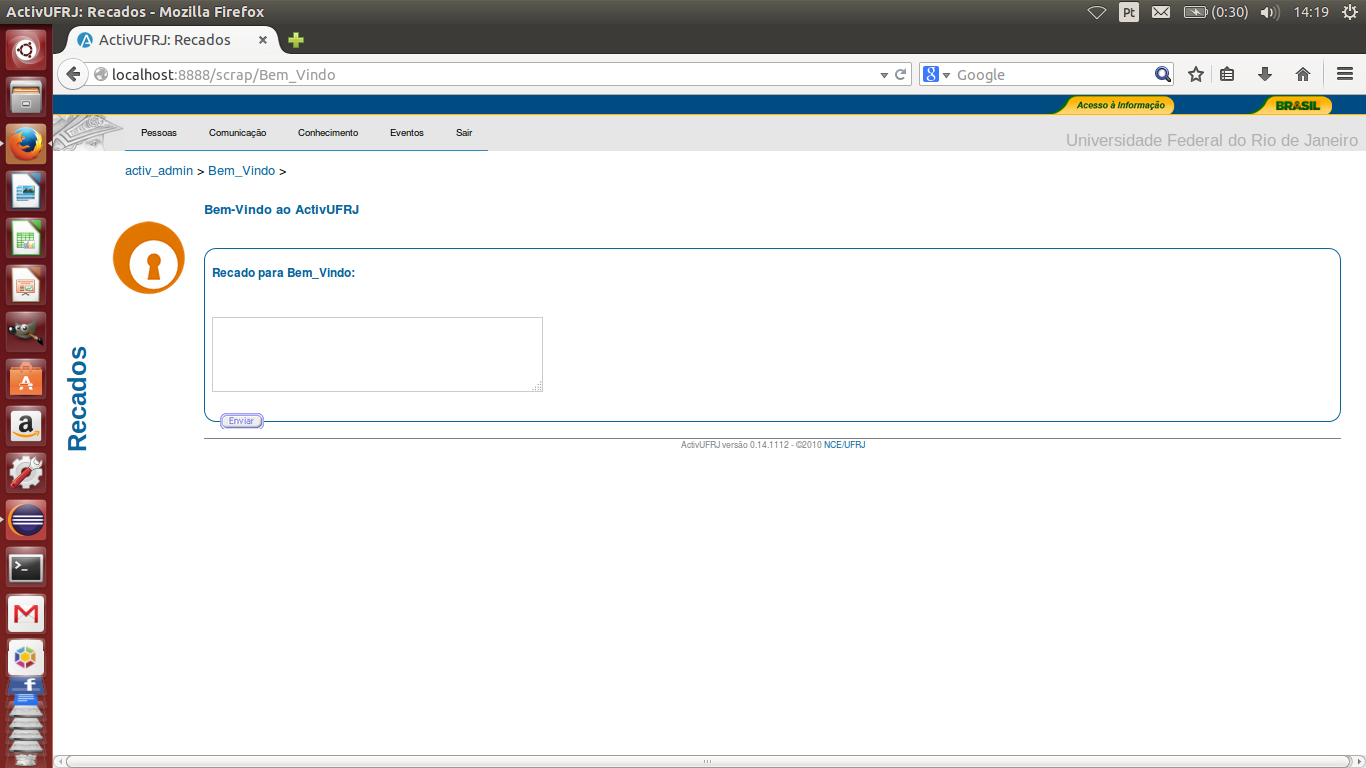 ActivUFRJ: Recados - Mozilla Firefox
Pt (0:30) 14:19
ActivUFRJ: Recados
localhost:8888/scrap/Bem_Vindo
Google
Acesso à Informação BRASIL
Pessoas Comunicação Conhecimento Eventos Sair
Universidade Federal do Rio de Janeiro
activ_admin > Bem_Vindo >
Bem-Vindo ao ActivUFRJ
Recado para Bem_Vindo:
Recados
Enviar
ActivUFRJ versão 0.14.1112 - ©2010 NCE/UFRJ